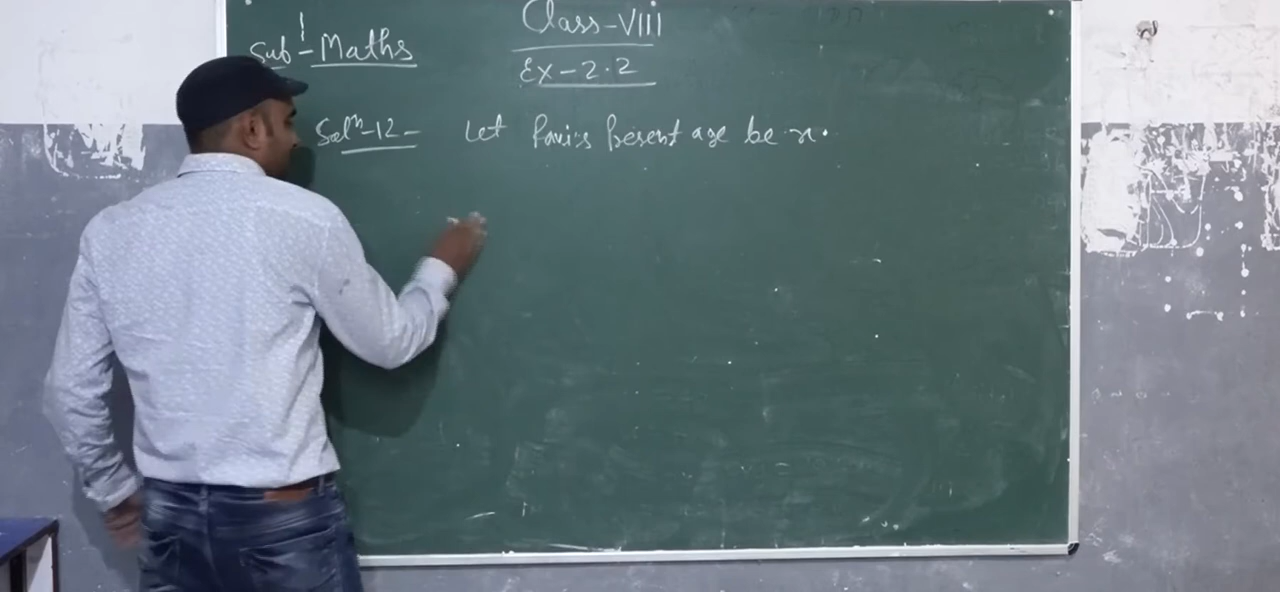 Class-VIII
Sub - Maths
Ex-2.2
Solⁿ-12- Let Ravi's Present age be x.